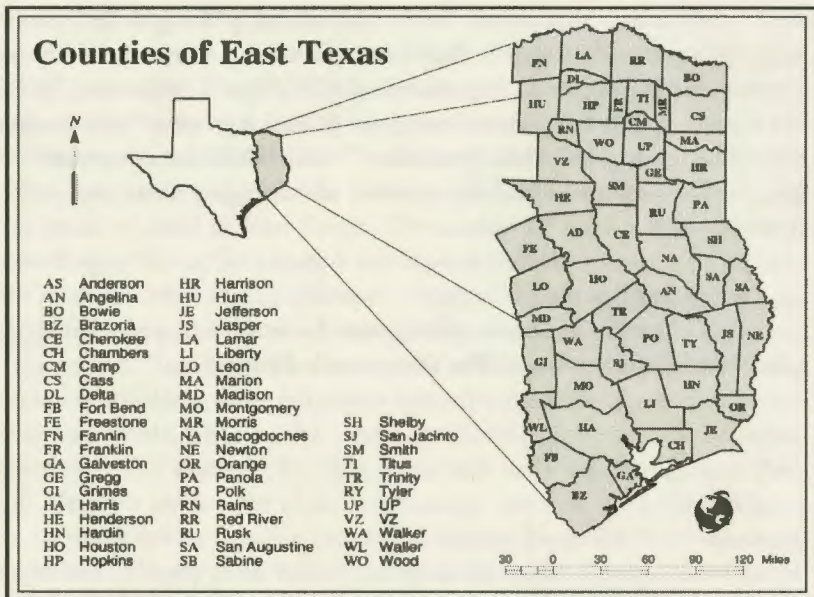 Counties of East Texas
N
AS Anderson
AN Angelina
BO Bowie
BZ Brazoria
CE Cherokee
CH Chambers
CM Camp
CS Cass
DL Delta
FB Fort Bend
FE Freestone
FN Fannin
FR Franklin
GA Galveston
GE Gregg
GI Grimes
HA Harris
HE Henderson
HN Hardin
HO Houston
HP Hopkins
HR Harrison
HU Hunt
JE Jefferson
JS Jasper
LA Lamar
LI Liberty
LO Leon
MA Marion
MD Madison
MO Montgomery
MR Morris
NA Nacogdoches
NE Newton
OR Orange
PA Panola
PO Polk
RN Rains
RR Red River
RU Rusk
SA San Augustine
SB Sabine
SH Shelby
SJ San Jacinto
SM Smith
TI Titus
TR Trinity
RY Tyler
UP UP
VZ VZ
WA Walker
WL Waller
WO Wood
FN LA RR BO
DL
HU HP FR TI MR CS
CM
RN WO UP MA
VZ GE HR
SM
HE RU PA
AD CE SH
FE
NA
LO HO SA SA
AN
MD TR
WA PO TY JS NE
GI SJ
MO HN
LI OR
WL HA JE
FB CH
GA
BZ
30 0 30 60 90 120 Miles